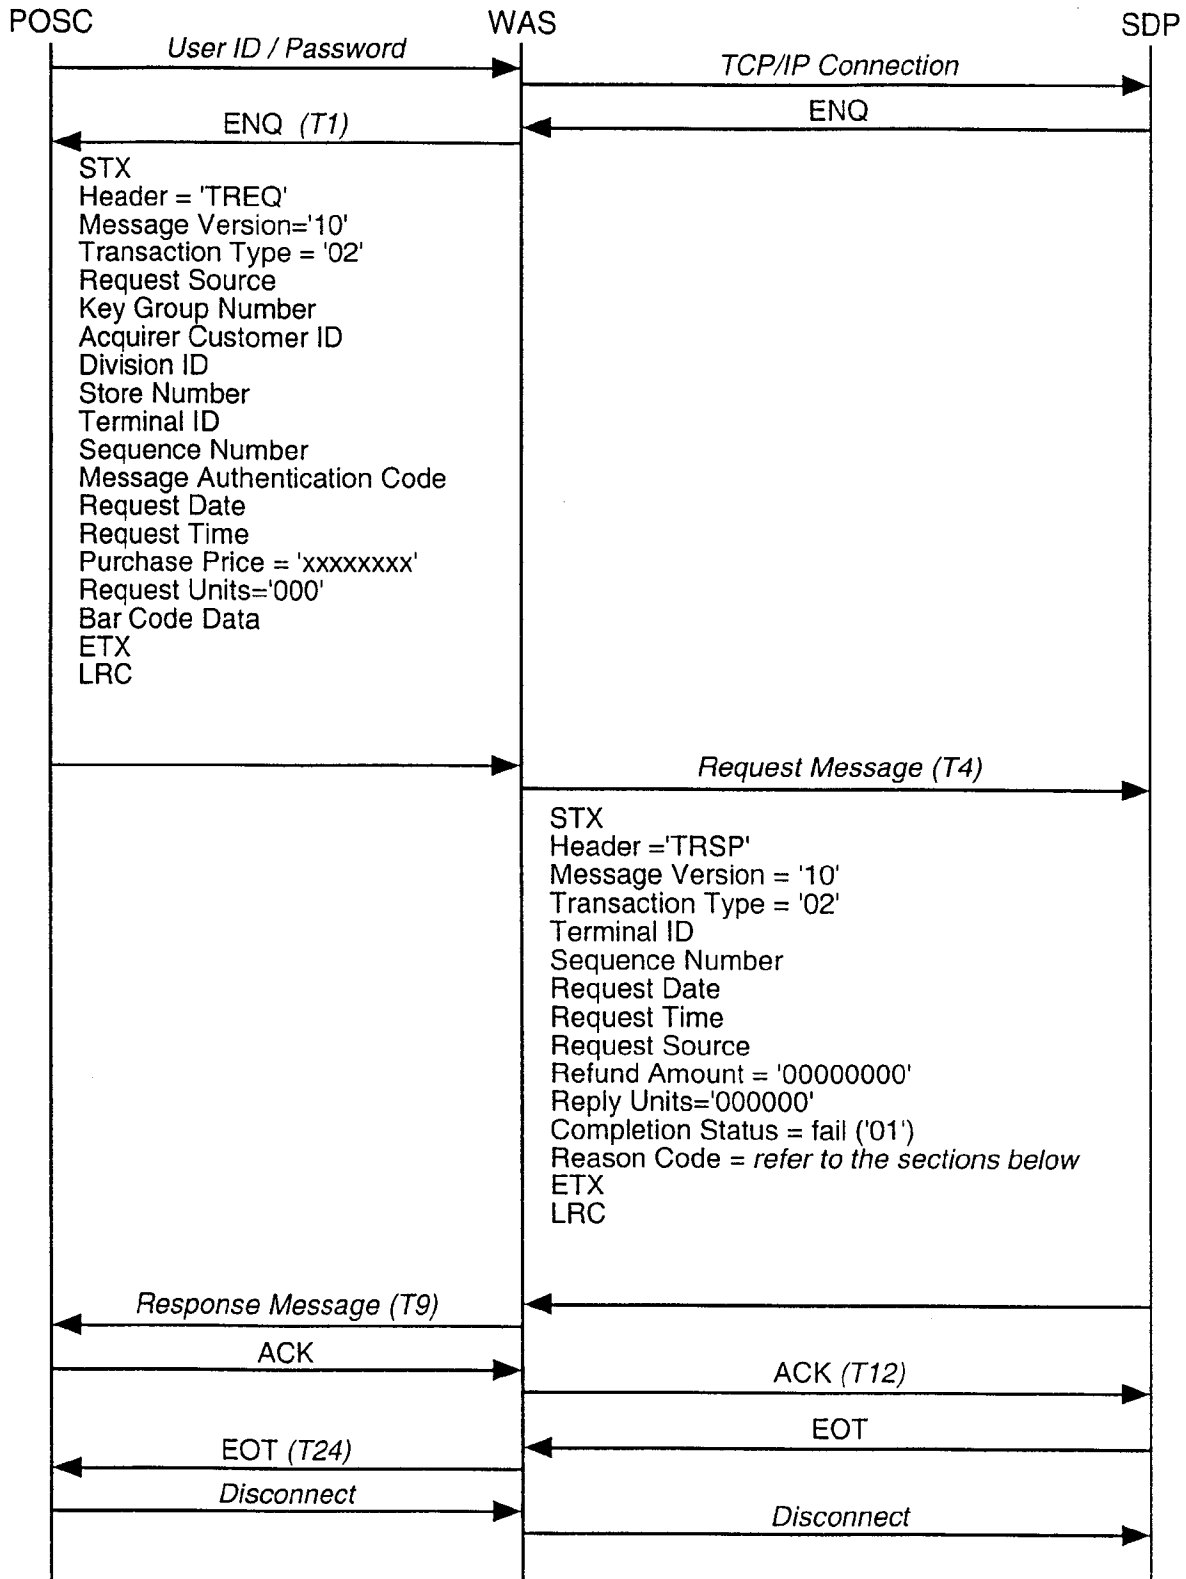 POSC WAS SDP
User ID / Password
TCP/IP Connection
ENQ
ENQ (T1)
STX
Header = 'TREQ'
Message Version='10'
Transaction Type = '02'
Request Source
Key Group Number
Acquirer Customer ID
Division ID
Store Number
Terminal ID
Sequence Number
Message Authentication Code
Request Date
Request Time
Purchase Price = 'xxxxxxxx'
Request Units='000'
Bar Code Data
ETX
LRC
Request Message (T4)
STX
Header ='TRSP'
Message Version = '10'
Transaction Type = '02'
Terminal ID
Sequence Number
Request Date
Request Time
Request Source
Refund Amount = '00000000'
Reply Units='000000'
Completion Status = fail ('01')
Reason Code = refer to the sections below
ETX
LRC
Response Message (T9)
ACK
ACK (T12)
EOT
EOT (T24)
Disconnect
Disconnect